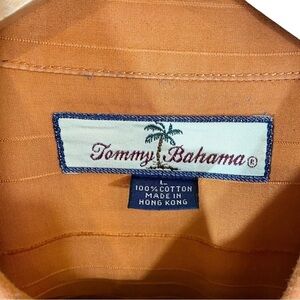 Tommy Bahama®
L
100% COTTON
MADE IN
HONG KONG